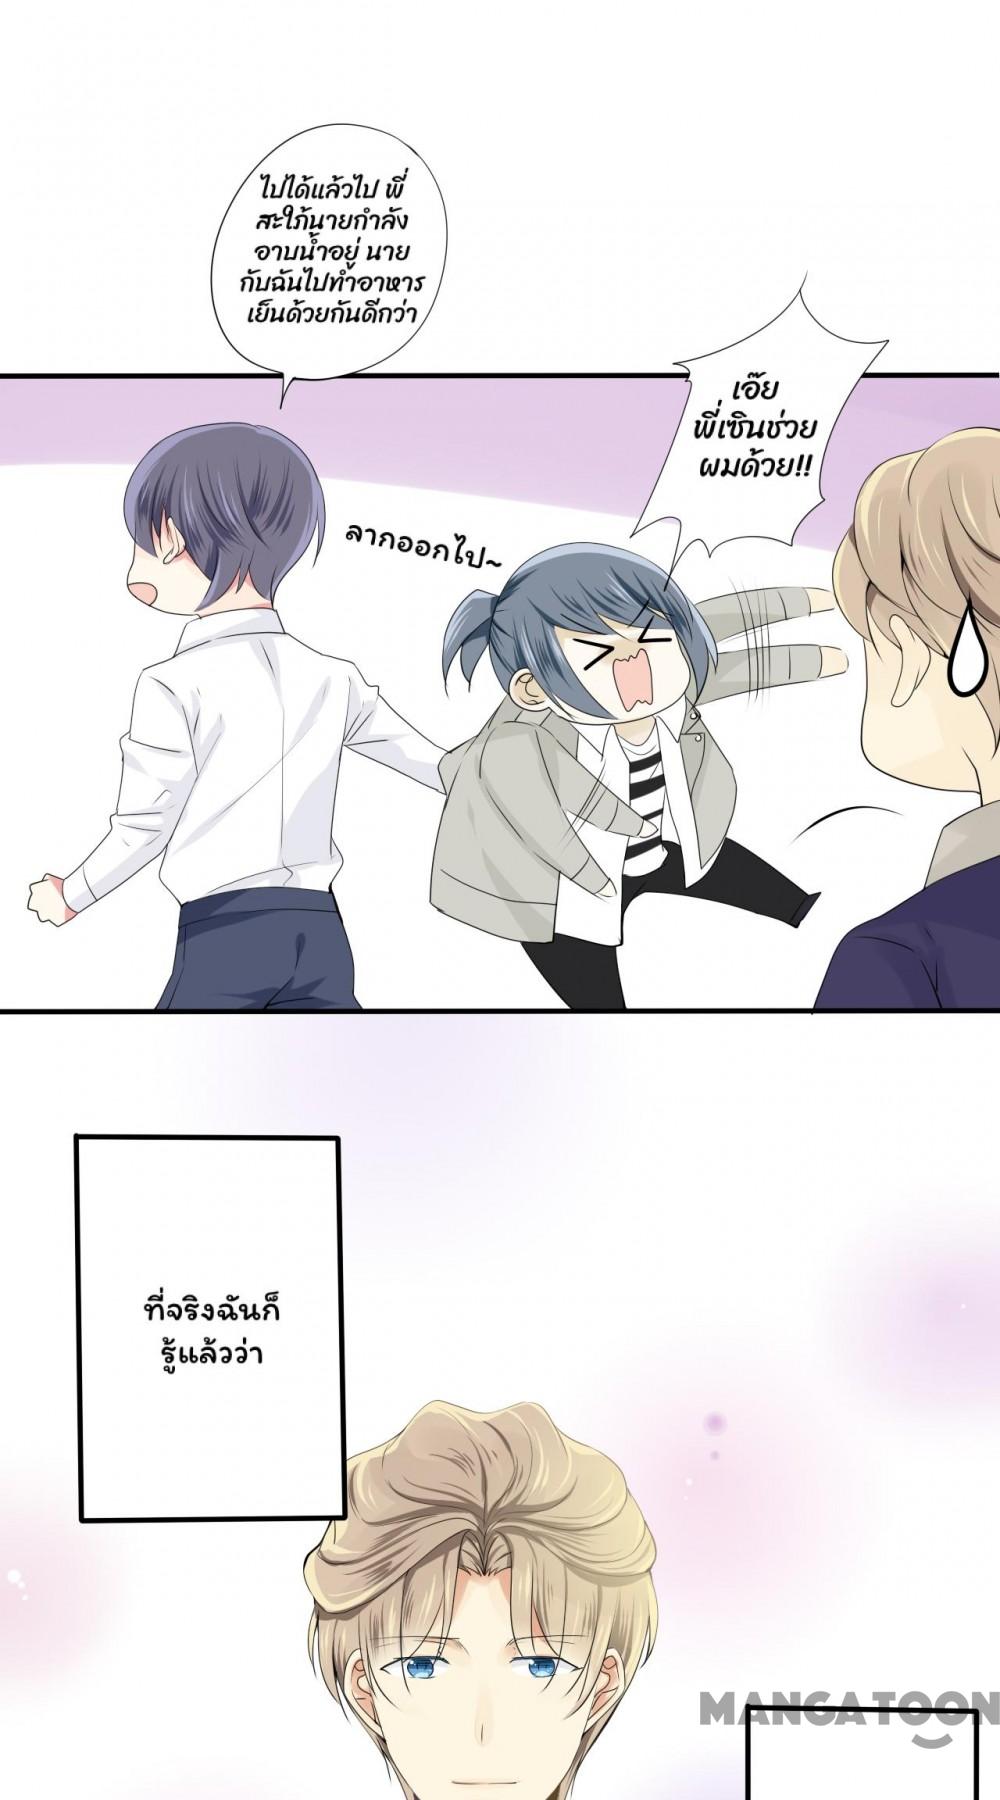 ไปได้แล้วไป พี่
สะใภ้นายกำลัง
อาบน้ำอยู่ นาย
กับฉันไปทำอาหาร
เย็นด้วยกันดีกว่า
เอ๊ย
พี่เซินช่วย
ผมด้วย!!
ลากออกไป~
ที่จริงฉันก็
รู้แล้วว่า
MANGATOON